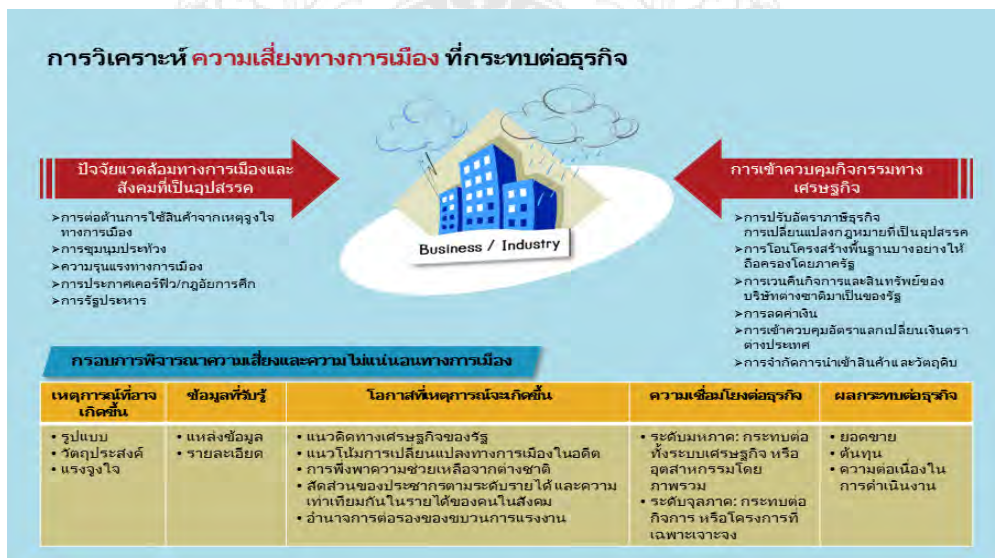 การวิเคราะห์ ความเสี่ยงทางการเมือง ที่กระทบต่อธุรกิจ
ปัจจัยแวดล้อมทางการเมืองและ
สังคมที่เป็นอุปสรรค
➢การต่อต้านการใช้สินค้าจากเหตุจูงใจ
ทางการเมือง
➢การชุมนุมประท้วง
➢ความรุนแรงทางการเมือง
➢การประกาศเคอร์ฟิว/กฎอัยการศึก
➢การรัฐประหาร
Business / Industry
การเข้าควบคุมกิจกรรมทาง
เศรษฐกิจ
➢การปรับอัตราภาษีธุรกิจ
การเปลี่ยนแปลงกฎหมายที่เป็นอุปสรรค
➢การโอนโครงสร้างพื้นฐานบางอย่างให้
ถือครองโดยภาครัฐ
➢การเวนคืนกิจการและสินทรัพย์ของ
บริษัทต่างชาติมาเป็นของรัฐ
➢การลดค่าเงิน
➢การเข้าควบคุมอัตราแลกเปลี่ยนเงินตรา
ต่างประเทศ
➢การจำกัดการนำเข้าสินค้าและวัตถุดิบ
กรอบการพิจารณาความเสี่ยงและความไม่แน่นอนทางการเมือง
เหตุการณ์ที่อาจ
เกิดขึ้น
• รูปแบบ
• วัตถุประสงค์
• แรงจูงใจ
ข้อมูลที่รับรู้
• แหล่งข้อมูล
• รายละเอียด
โอกาสที่เหตุการณ์จะเกิดขึ้น
• แนวคิดทางเศรษฐกิจของรัฐ
• แนวโน้มการเปลี่ยนแปลงทางการเมืองในอดีต
• การพึ่งพาความช่วยเหลือจากต่างชาติ
• สัดส่วนของประชากรตามระดับรายได้ และความ
เท่าเทียมกันในรายได้ของคนในสังคม
• อำนาจการต่อรองของขบวนการแรงงาน
ความเชื่อมโยงต่อธุรกิจ
• ระดับมหภาค: กระทบต่อ
ทั้งระบบเศรษฐกิจ หรือ
อุตสาหกรรมโดย
ภาพรวม
• ระดับจุลภาค: กระทบต่อ
กิจการ หรือโครงการที่
เฉพาะเจาะจง
ผลกระทบต่อธุรกิจ
• ยอดขาย
• ต้นทุน
• ความต่อเนื่องใน
การดำเนินงาน